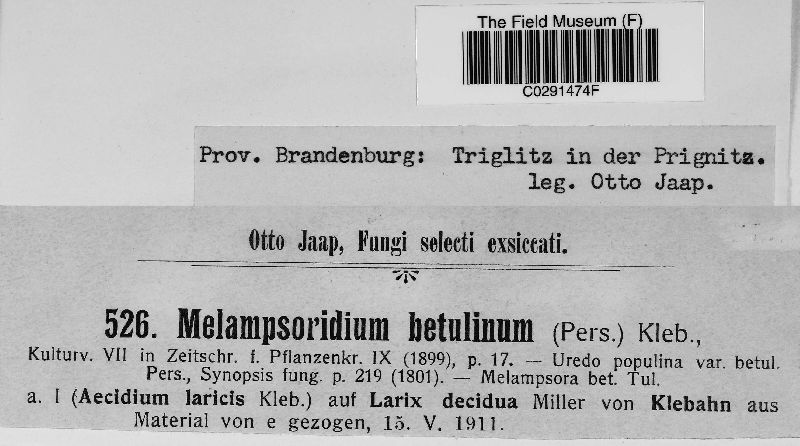 The Field Museum (F)
C0291474F
Prov. Brandenburg: Triglitz in der Prignitz.
leg. Otto Jaap.
Otto Jaap, Fungi selecti exsiccati.
526. Melampsoridium betulinum (Pers.) Kleb.,
Kulturv. VII in Zeitschr. f. Pflanzenkr. IX (1899), p. 17. — Uredo populina var. betul.
Pers., Synopsis fung. p. 219 (1801). — Melampsora bet. Tul.
a. I (Aecidium laricis Kleb.) auf Larix decidua Miller von Klebahn aus
Material von e gezogen, 15. V. 1911.